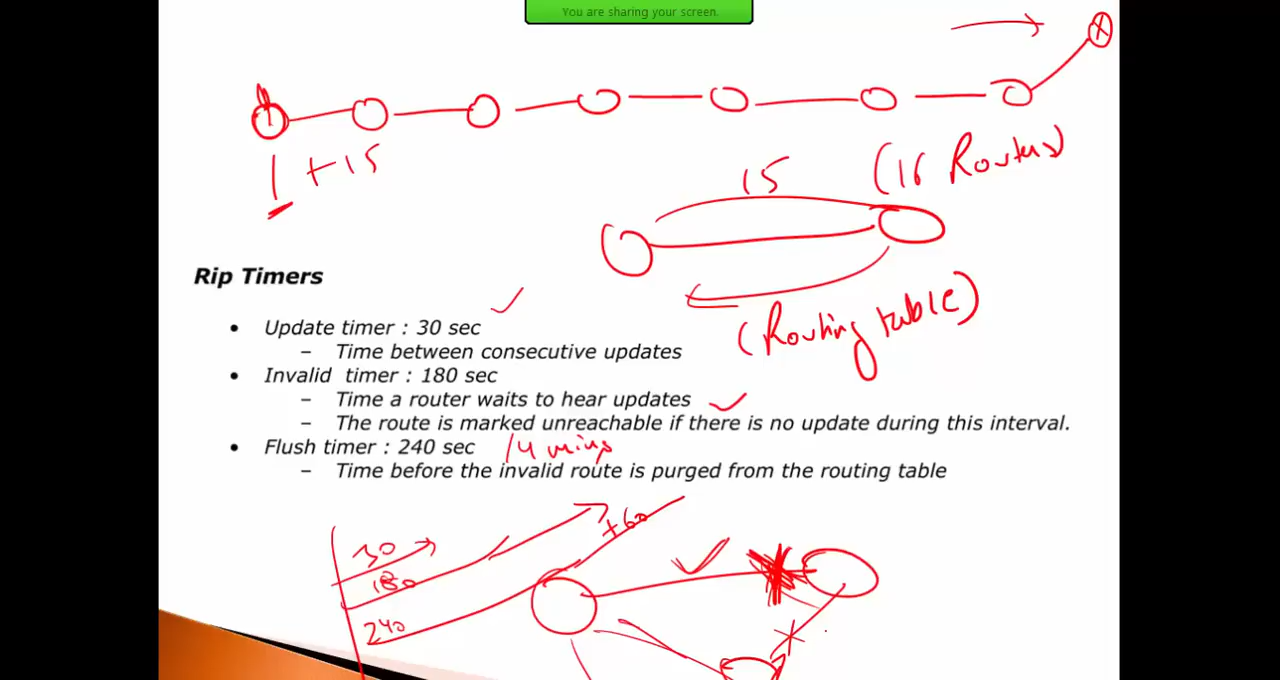 You are sharing your screen.
1 + 15
15
(16 Routers)
Rip Timers
(Routing table)
• Update timer : 30 sec
– Time between consecutive updates
• Invalid timer : 180 sec
– Time a router waits to hear updates
– The route is marked unreachable if there is no update during this interval.
• Flush timer : 240 sec /4 mins
– Time before the invalid route is purged from the routing table
+60
30
180
240